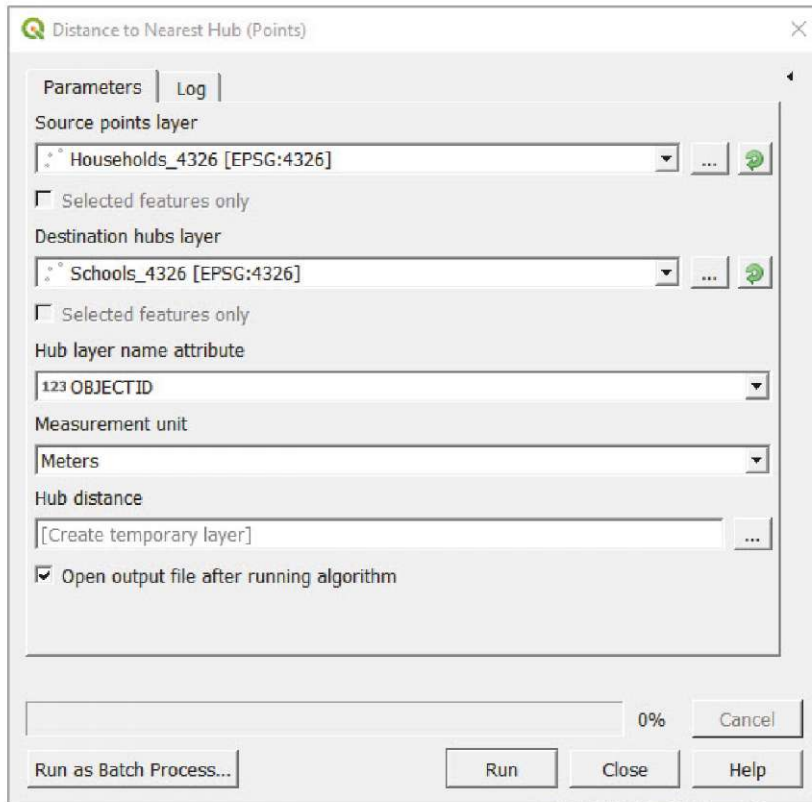 Distance to Nearest Hub (Points)
Parameters
Log
Source points layer
Households_4326 [EPSG:4326]
...
Selected features only
Destination hubs layer
Schools_4326 [EPSG:4326]
...
Selected features only
Hub layer name attribute
123 OBJECTID
Measurement unit
Meters
Hub distance
[Create temporary layer]
...
Open output file after running algorithm
0%
Cancel
Run as Batch Process...
Run
Close
Help